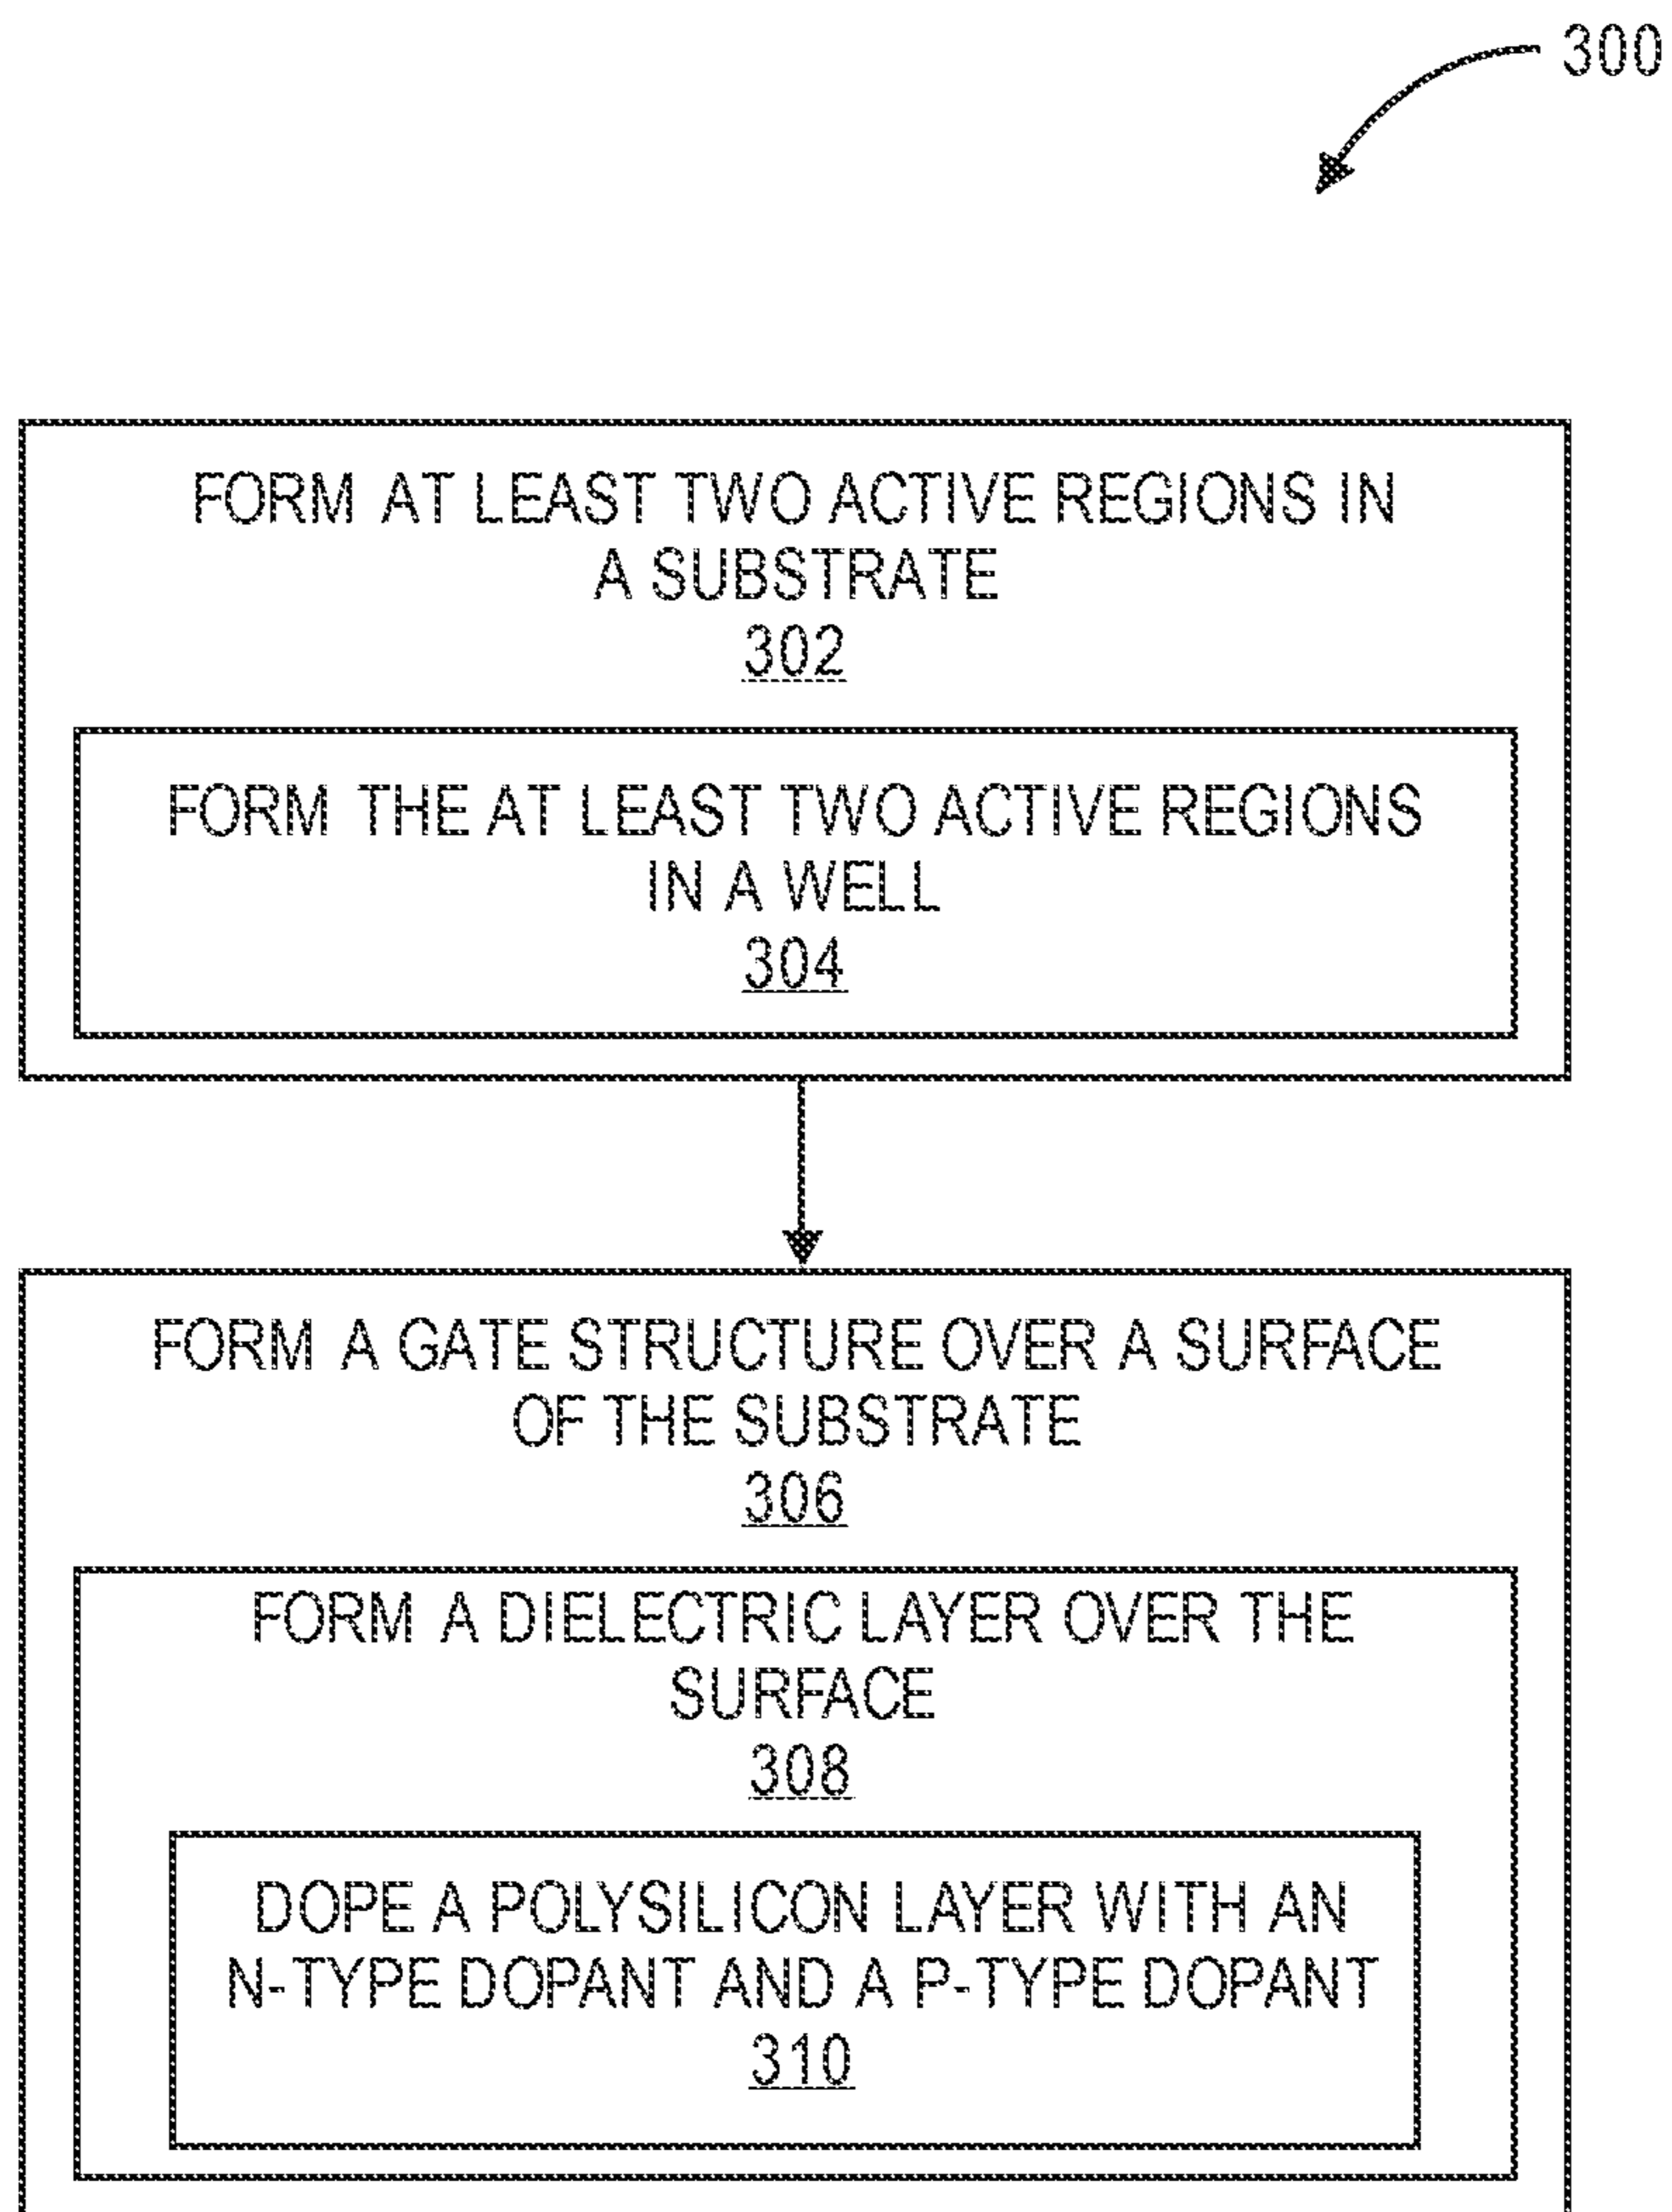 300
FORM AT LEAST TWO ACTIVE REGIONS IN
A SUBSTRATE
302
FORM THE AT LEAST TWO ACTIVE REGIONS
IN A WELL
304
FORM A GATE STRUCTURE OVER A SURFACE
OF THE SUBSTRATE
306
FORM A DIELECTRIC LAYER OVER THE
SURFACE
308
DOPE A POLYSILICON LAYER WITH AN
N-TYPE DOPANT AND A P-TYPE DOPANT
310